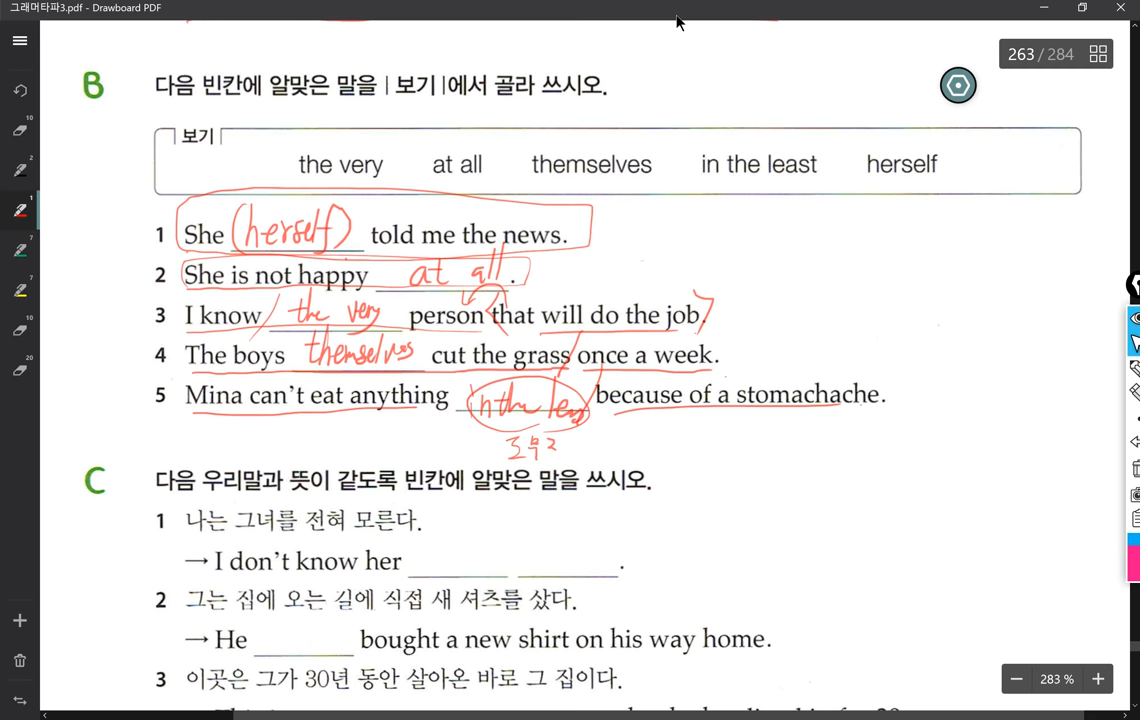 그래머타파3.pdf - Drawboard PDF
263 / 284
B 다음 빈칸에 알맞은 말을 | 보기 |에서 골라 쓰시오.
보기
the very at all themselves in the least herself
1 She (herself) told me the news.
2 She is not happy at all.
3 I know the very person that will do the job.
4 The boys themselves cut the grass once a week.
5 Mina can't eat anything in the because of a stomachache.
C 다음 우리말과 뜻이 같도록 빈칸에 알맞은 말을 쓰시오.
1 나는 그녀를 전혀 모른다.
→ I don't know her .
2 그는 집에 오는 길에 직접 새 셔츠를 샀다.
→ He bought a new shirt on his way home.
3 이곳은 그가 30년 동안 살아온 바로 그 집이다.
283 %